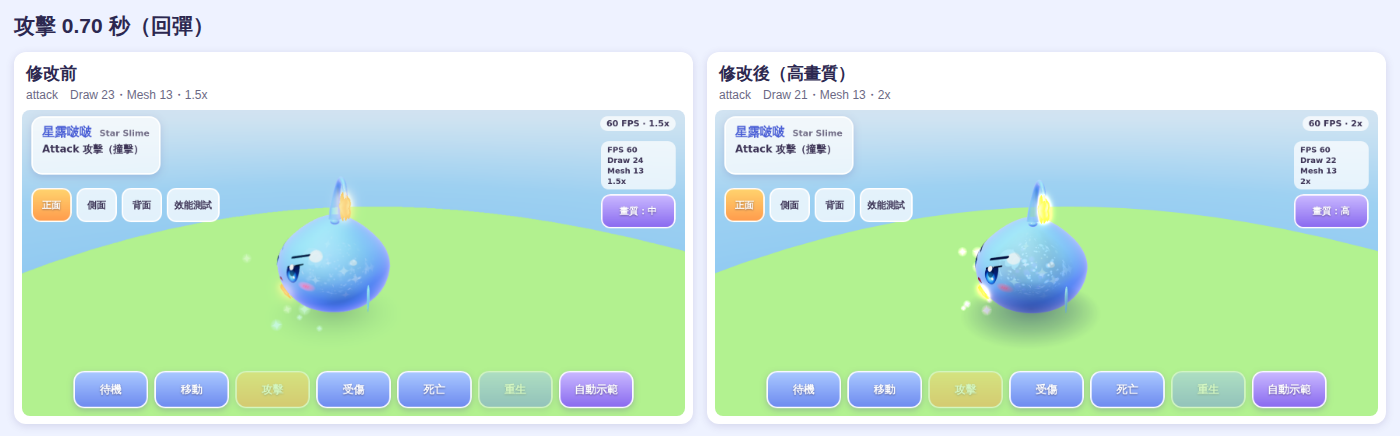 攻擊 0.70 秒（回彈）
修改前
attack Draw 23・Mesh 13・1.5x
星露啵啵 Star Slime
Attack 攻擊（撞擊）
60 FPS · 1.5x
FPS 60
Draw 24
Mesh 13
1.5x
正面 側面 背面 效能測試
畫質：中
待機 移動 攻擊 受傷 死亡 重生 自動示範
修改後（高畫質）
attack Draw 21・Mesh 13・2x
星露啵啵 Star Slime
Attack 攻擊（撞擊）
60 FPS · 2x
FPS 60
Draw 22
Mesh 13
2x
正面 側面 背面 效能測試
畫質：高
待機 移動 攻擊 受傷 死亡 重生 自動示範